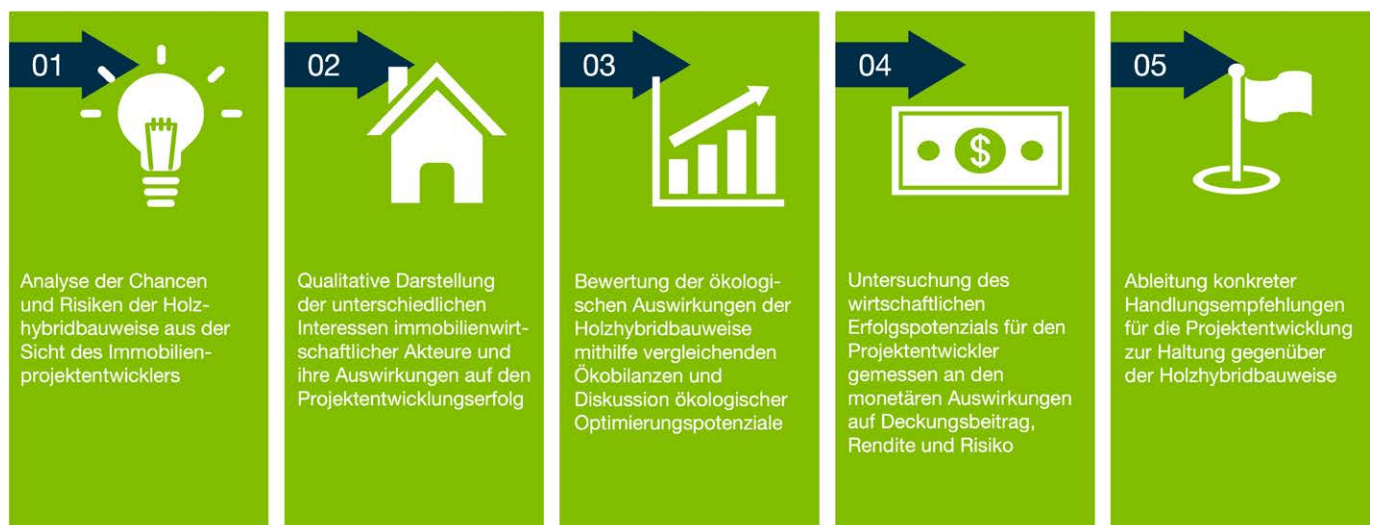 01
Analyse der Chancen
und Risiken der Holz-
hybridbauweise aus der
Sicht des Immobilien-
projektentwicklers
02
Qualitative Darstellung
der unterschiedlichen
Interessen immobilienwirt-
schaftlicher Akteure und
ihre Auswirkungen auf den
Projektentwicklungserfolg
03
Bewertung der ökologi-
schen Auswirkungen der
Holzhybridbauweise
mithilfe vergleichenden
Ökobilanzen und
Diskussion ökologischer
Optimierungspotenziale
04
$
Untersuchung des
wirtschaftlichen
Erfolgspotenzials für den
Projektentwickler
gemessen an den
monetären Auswirkungen
auf Deckungsbeitrag,
Rendite und Risiko
05
Ableitung konkreter
Handlungsempfehlungen
für die Projektentwicklung
zur Haltung gegenüber
der Holzhybridbauweise